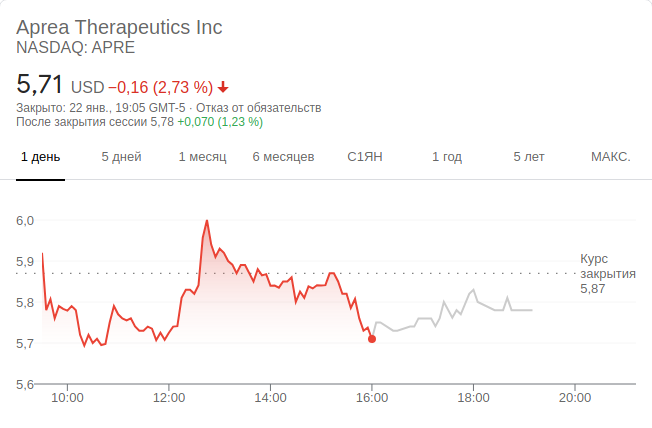 Aprea Therapeutics Inc
NASDAQ: APRE
5,71 USD −0,16 (2,73 %)
Закрыто: 22 янв., 19:05 GMT-5 · Отказ от обязательств
После закрытия сессии 5,78 +0,070 (1,23 %)
1 день 5 дней 1 месяц 6 месяцев С1ЯН 1 год 5 лет МАКС.
6,0
5,9
Курс
закрытия
5,87
5,8
5,7
5,6
10:00 12:00 14:00 16:00 18:00 20:00